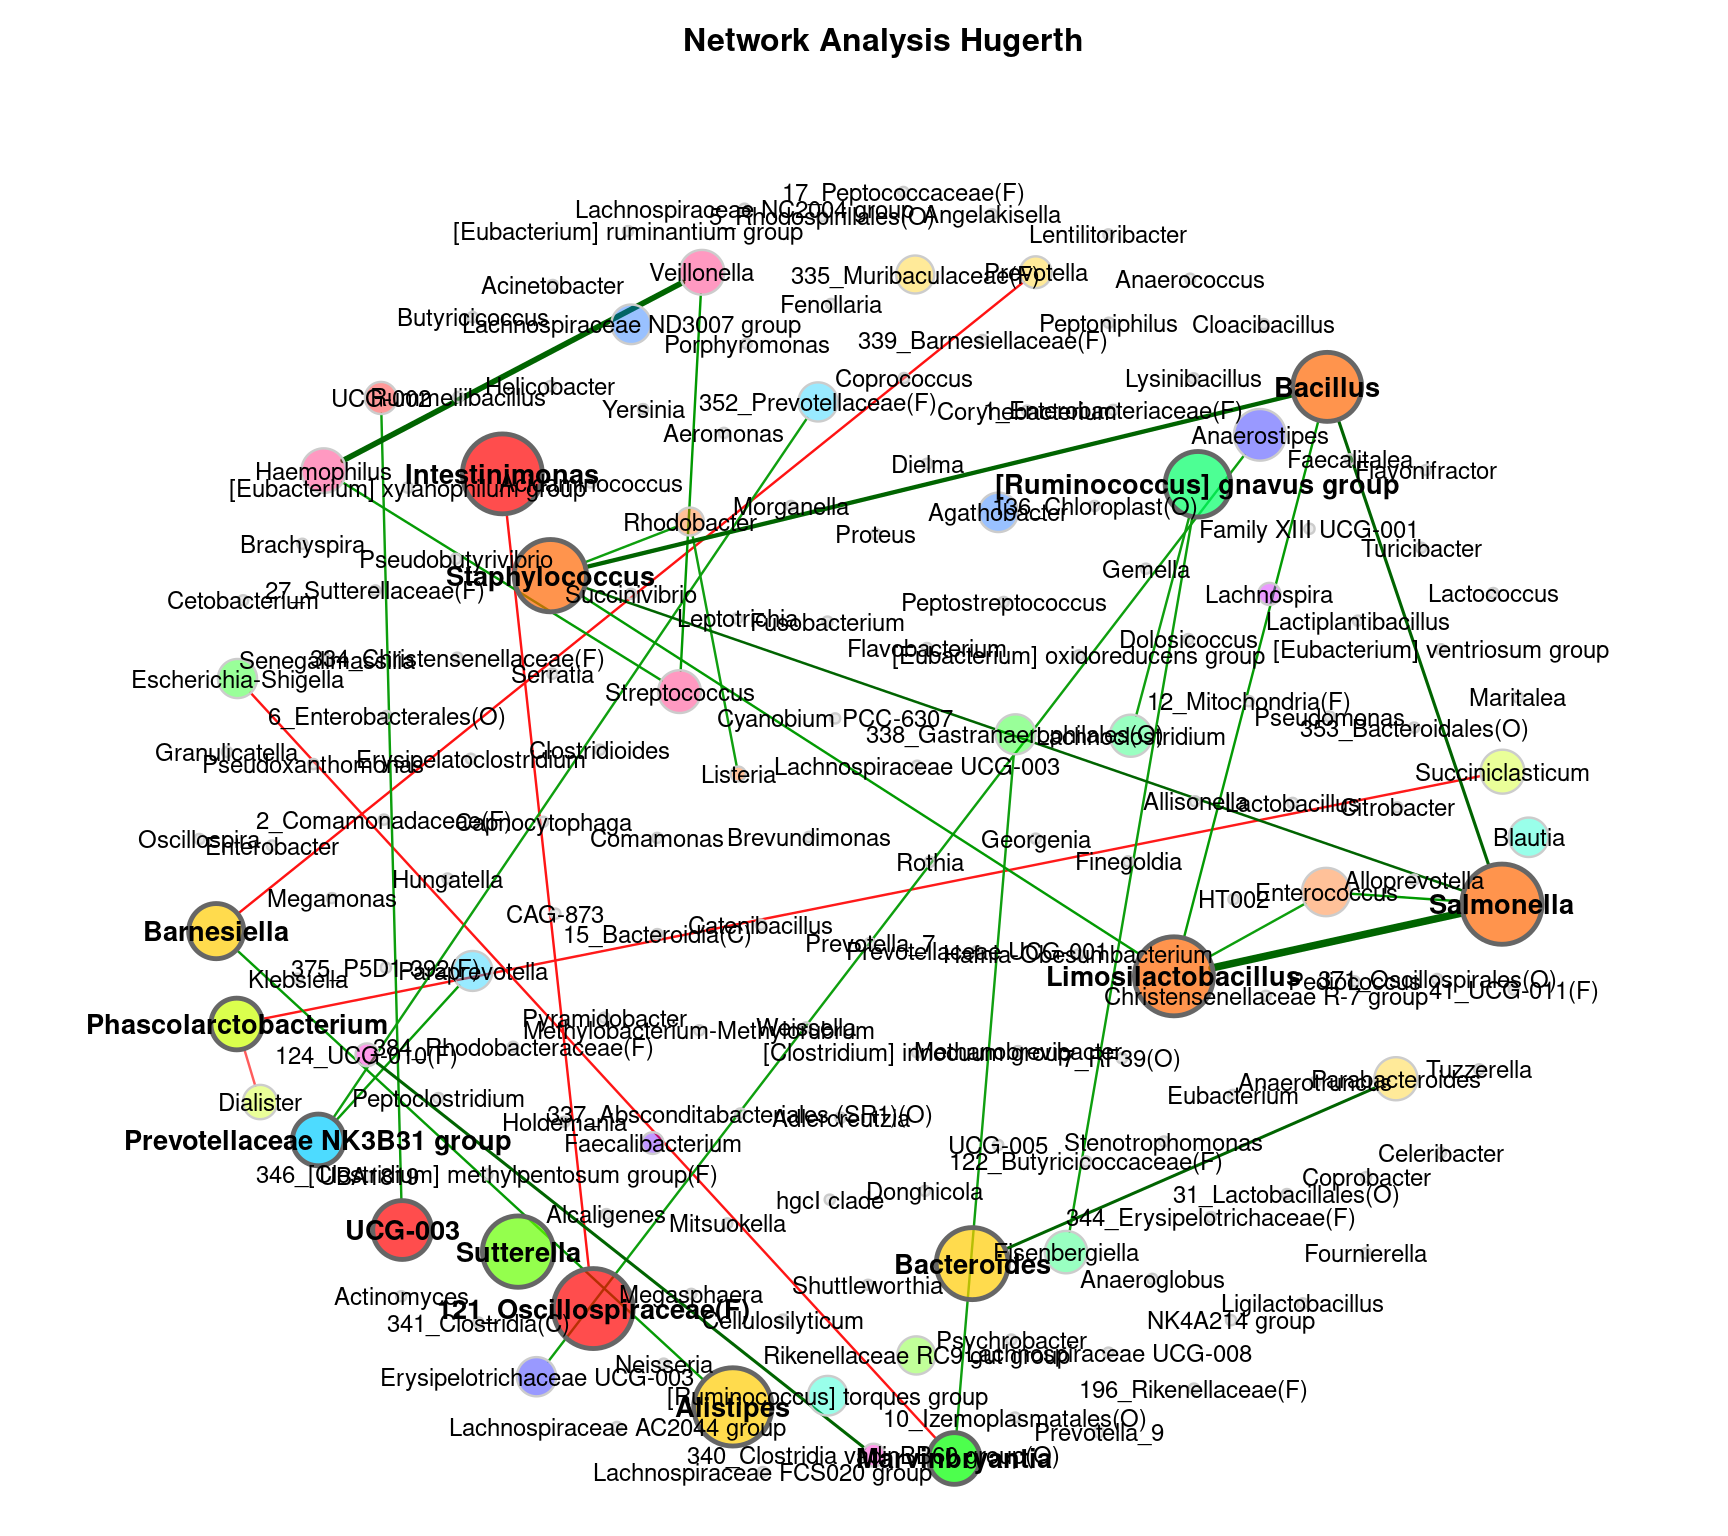 Network Analysis Hugerth
17_Peptococcaceae(F)
Lachnospiraceae NC2004 group
5_Rhodospirillales(O)
Angelakisella
[Eubacterium] ruminantium group
Lentilitoribacter
Veillonella
335_Muribaculaceae(F)
Prevotella
Acinetobacter
Anaerococcus
Fenollaria
Butyricicoccus
Lachnospiraceae ND3007 group
Peptoniphilus
Cloacibacillus
Porphyromonas
339_Barnesiellaceae(F)
Coprococcus
Lysinibacillus
Bacillus
Helicobacter
UCG-002
Rummeliibacillus
Yersinia
352_Prevotellaceae(F)
Corynebacterium
1_Enterobacteriaceae(F)
Aeromonas
Anaerostipes
Faecalitalea
Flavonifractor
Dielma
Haemophilus
Intestinimonas
Acidaminococcus
[Eubacterium] xylanophilum group
[Ruminococcus] gnavus group
Morganella
136_Chloroplast(O)
Agathobacter
Rhodobacter
Proteus
Family XIII UCG-001
Brachyspira
Turicibacter
Pseudobutyrivibrio
Gemella
Staphylococcus
27_Sutterellaceae(F)
Succinivibrio
Lachnospira
Lactococcus
Cetobacterium
Peptostreptococcus
Leptotrichia
Fusobacterium
Lactiplantibacillus
Dolosicoccus
Flavobacterium
[Eubacterium] oxidoreducens group
[Eubacterium] ventriosum group
Senegalimassilia
334_Christensenellaceae(F)
Serratia
Escherichia-Shigella
Streptococcus
Maritalea
12_Mitochondria(F)
6_Enterobacterales(O)
Cyanobium PCC-6307
Pseudomonas
353_Bacteroidales(O)
338_Gastranaerophilales(O)
Lachnoclostridium
Granulicatella
Clostridioides
Erysipelatoclostridium
Pseudoxanthomonas
Listeria
Lachnospiraceae UCG-003
Succiniclasticum
Allisonella
Lactobacillus
Citrobacter
2_Comamonadaceae(F)
Capnocytophaga
Oscillospira
Enterobacter
Comamonas
Brevundimonas
Georgenia
Blautia
Rothia
Finegoldia
Hungatella
Alloprevotella
Megamonas
HT002
Enterococcus
Salmonella
CAG-873
Catenibacillus
Barnesiella
15_Bacteroidia(C)
Prevotella_7
Prevotellaceae UCG-001
Hafnia-Obesumbacterium
375_P5D1-392(F)
Paraprevotella
Klebsiella
Limosilactobacillus
Pediococcus
371_Oscillospirales(O)
Christensenellaceae R-7 group
41_UCG-011(F)
Phascolarctobacterium
Pyramidobacter
Methylobacterium-Methylorubrum
Weissella
384_Rhodobacteraceae(F)
124_UCG-010(F)
[Clostridium] innocuum group
Methanobrevibacter
7_RF39(O)
Tuzzerella
Anaerotruncus
Parabacteroides
Eubacterium
Dialister
Peptoclostridium
Holdemania
337_Absconditabacteriales (SR1)(O)
Adlercreutzia
Prevotellaceae NK3B31 group
Faecalibacterium
UCG-005
Stenotrophomonas
Celeribacter
122_Butyricicoccaceae(F)
346_[Clostridium] methylpentosum group(F)
UBA1819
Coprobacter
Donghicola
31_Lactobacillales(O)
hgcI clade
Alcaligenes
Mitsuokella
344_Erysipelotrichaceae(F)
UCG-003
Sutterella
Eisenbergiella
Fournierella
Bacteroides
Anaeroglobus
Shuttleworthia
Actinomyces
Megasphaera
Ligilactobacillus
121_Oscillospiraceae(F)
341_Clostridia(C)
Cellulosilyticum
NK4A214 group
Psychrobacter
Rikenellaceae RC9 gut group
Lachnospiraceae UCG-008
Neisseria
Erysipelotrichaceae UCG-003
196_Rikenellaceae(F)
[Ruminococcus] torques group
Alistipes
10_Izemoplasmatales(O)
Lachnospiraceae AC2044 group
Prevotella_9
340_Clostridia vadinBB60 group(O)
Marvinbryantia
Lachnospiraceae FCS020 group